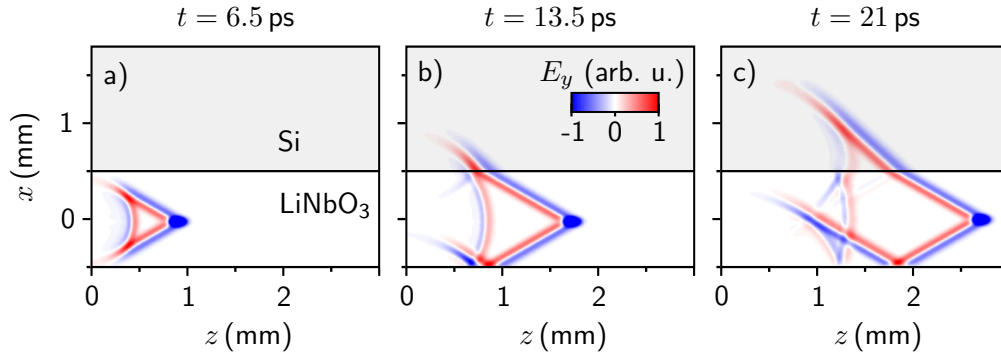 t = 6.5 ps t = 13.5 ps t = 21 ps
a) b) c)
E_y (arb. u.)
-1 0 1
Si
LiNbO₃
x (mm)
1
0
0 1 2 0 1 2 0 1 2
z (mm) z (mm) z (mm)